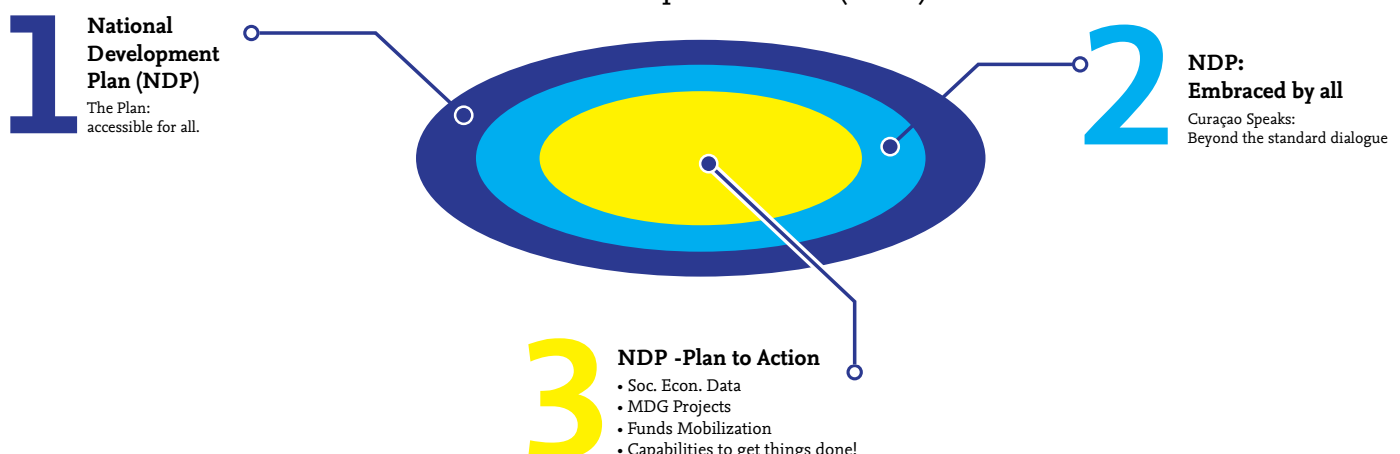 1
National
Development
Plan (NDP)
The Plan:
accessible for all.
2
NDP:
Embraced by all
Curaçao Speaks:
Beyond the standard dialogue
3
NDP -Plan to Action
• Soc. Econ. Data
• MDG Projects
• Funds Mobilization
• Capabilities to get things done!